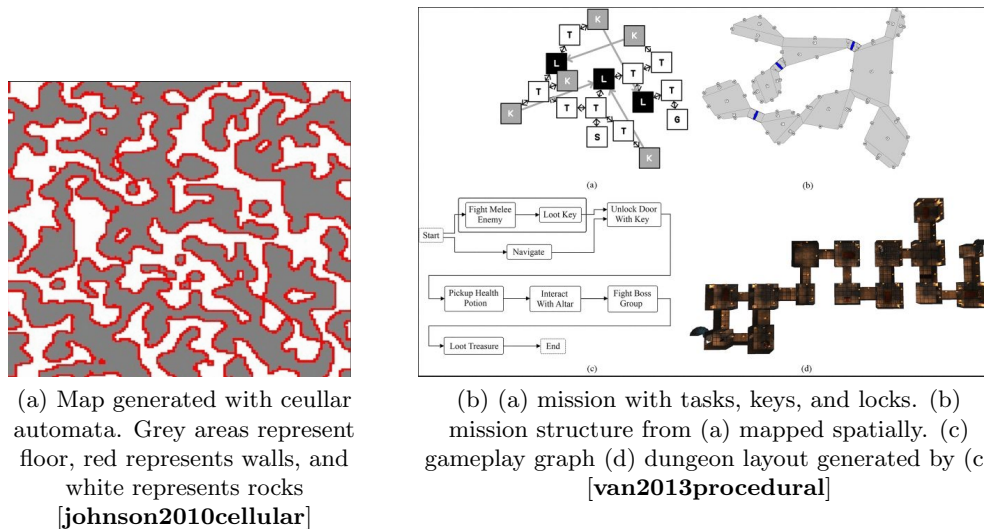 K
T
K
L
T
K
L
T
T
K
T
T
L
T
G
S
T
K
(a)
(b)
Fight Melee
Enemy
Loot Key
Unlock Door
With Key
Start
Navigate
Pickup Health
Potion
Interact
With Altar
Fight Boss
Group
Loot Treasure
End
(c)
(d)
(a) Map generated with ceullar
automata. Grey areas represent
floor, red represents walls, and
white represents rocks
[johnson2010cellular]
(b) (a) mission with tasks, keys, and locks. (b)
mission structure from (a) mapped spatially. (c)
gameplay graph (d) dungeon layout generated by (c
[van2013procedural]